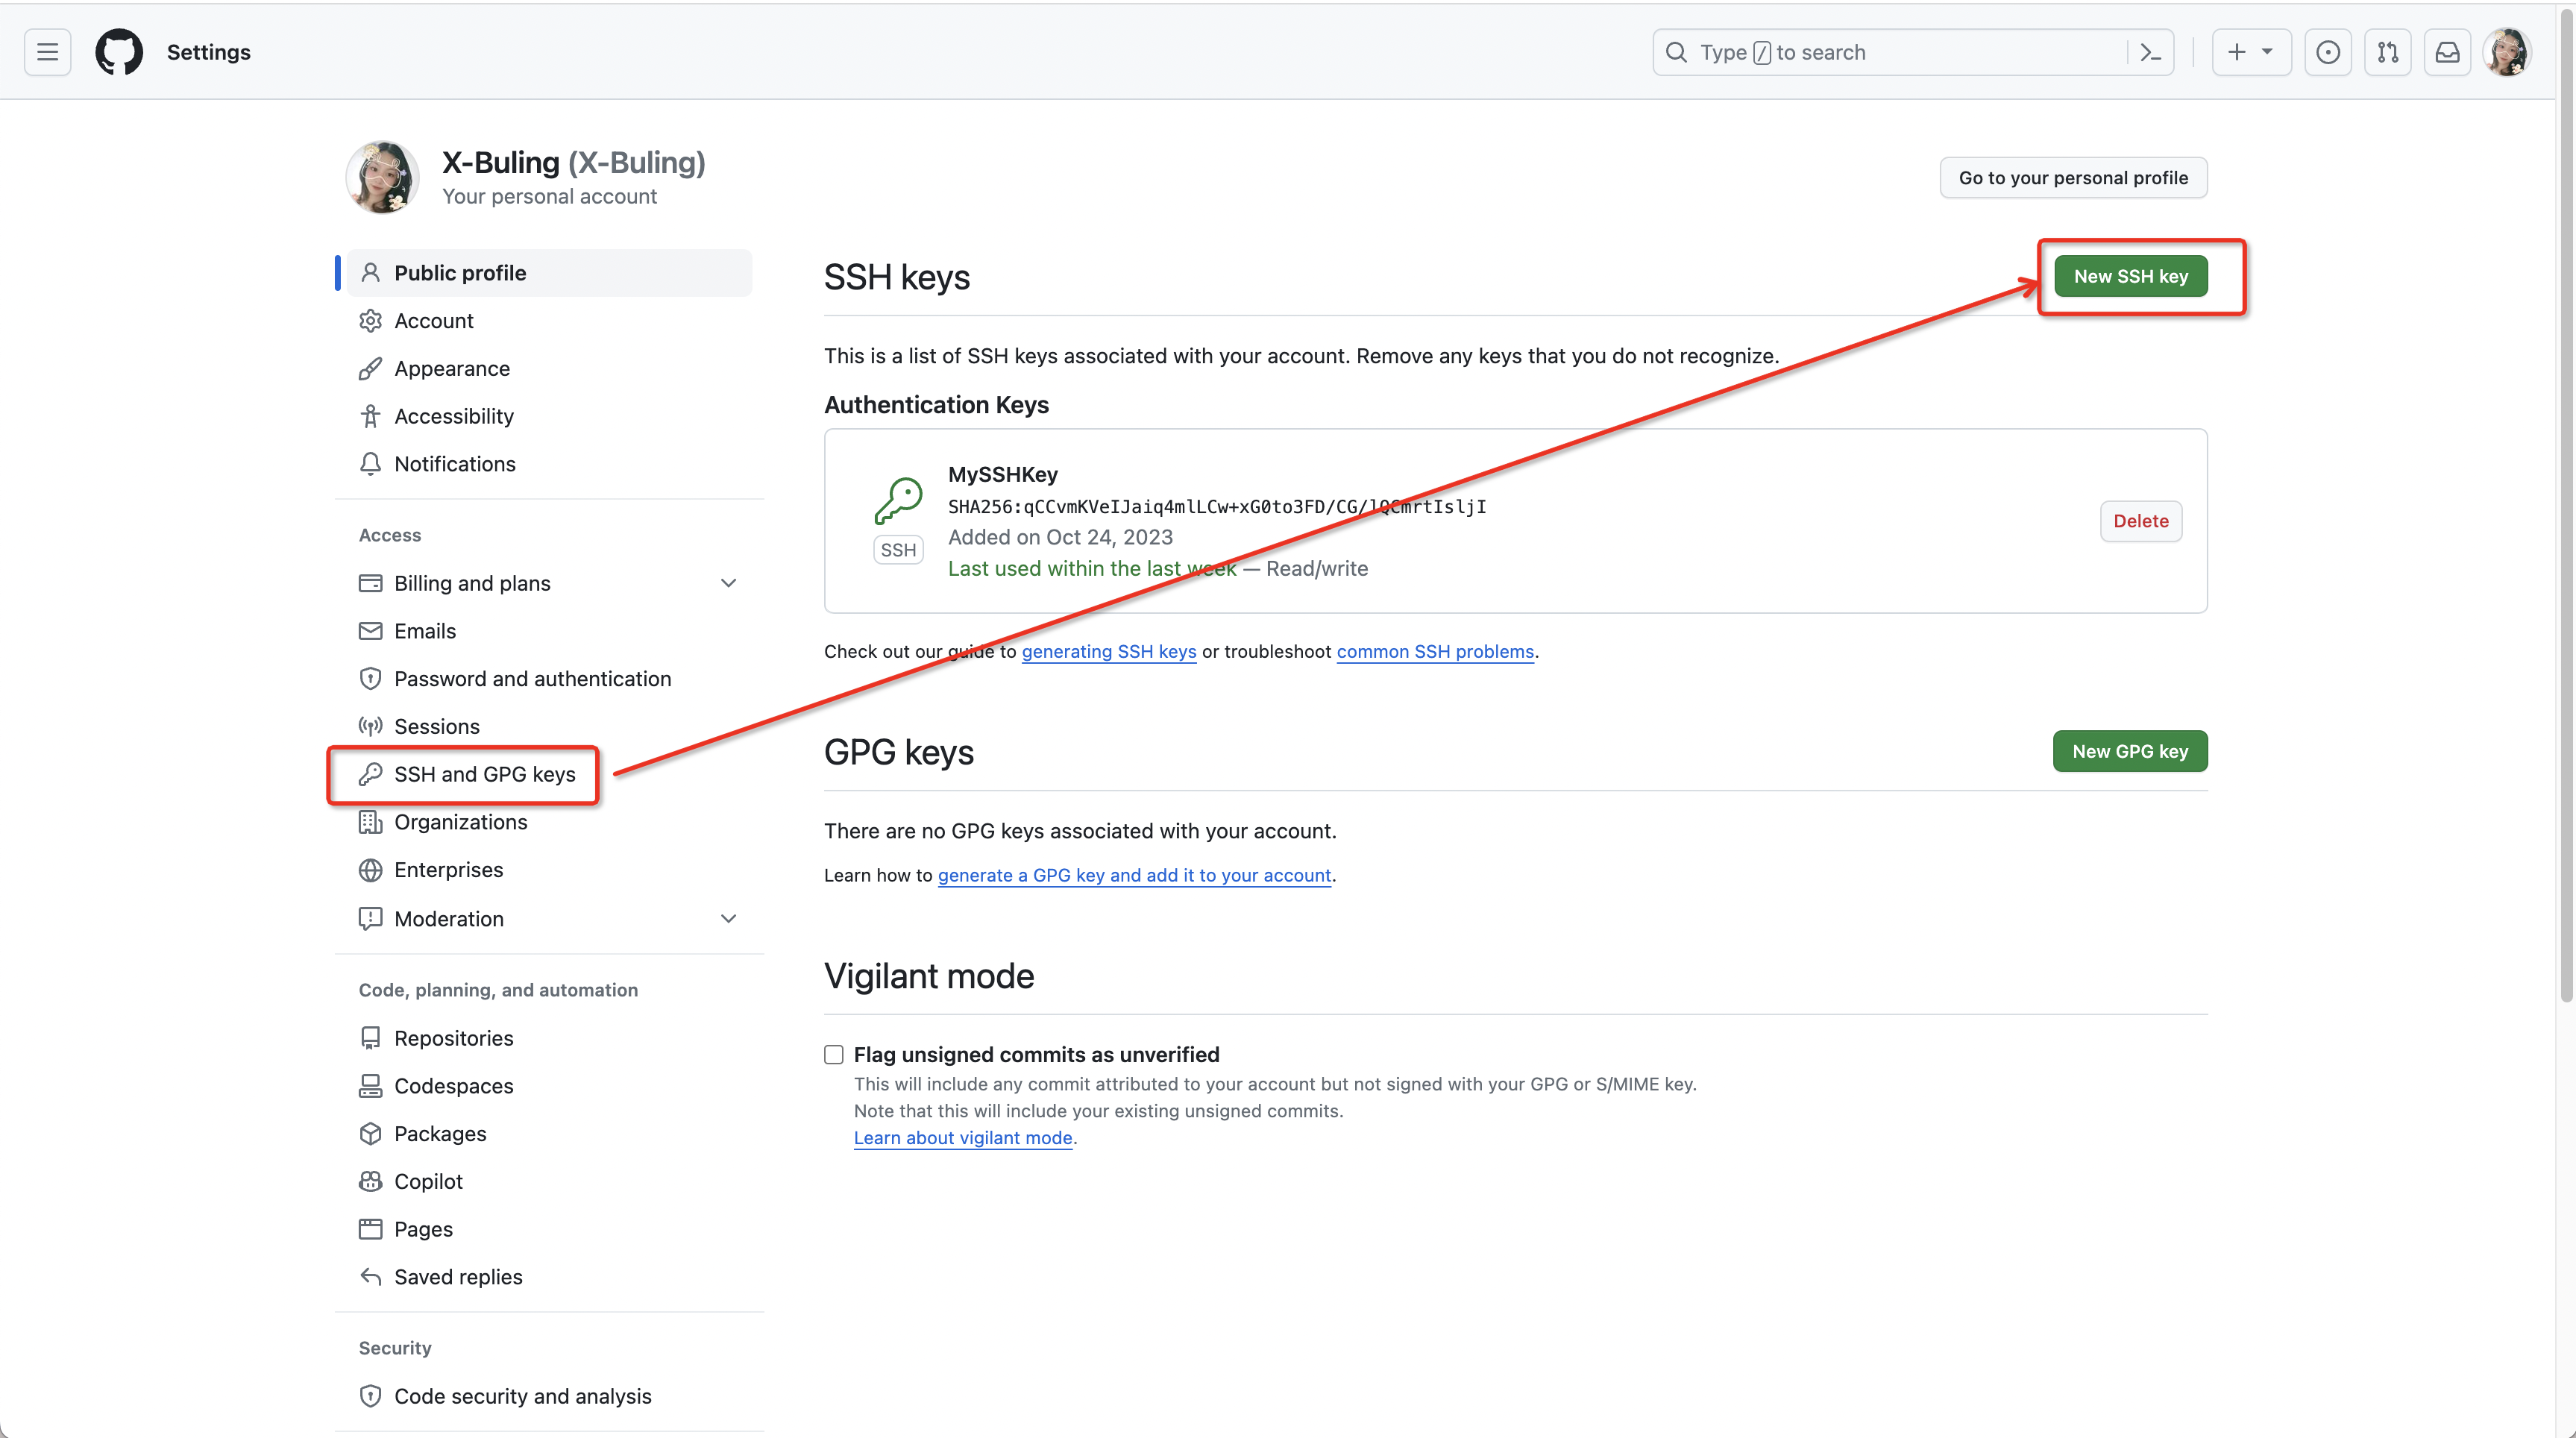 Settings
Type / to search
X-Buling (X-Buling)
Your personal account
Go to your personal profile
Public profile
Account
Appearance
Accessibility
Notifications
Access
Billing and plans
Emails
Password and authentication
Sessions
SSH and GPG keys
Organizations
Enterprises
Moderation
Code, planning, and automation
Repositories
Codespaces
Packages
Copilot
Pages
Saved replies
Security
Code security and analysis
SSH keys
New SSH key
This is a list of SSH keys associated with your account. Remove any keys that you do not recognize.
Authentication Keys
MySSHKey
SHA256:qCCvmKVeIJaiq4mlLCw+xG0to3FD/CG/lQCmrtIsljI
SSH
Added on Oct 24, 2023
Last used within the last week — Read/write
Delete
Check out our guide to generating SSH keys or troubleshoot common SSH problems.
GPG keys
New GPG key
There are no GPG keys associated with your account.
Learn how to generate a GPG key and add it to your account.
Vigilant mode
Flag unsigned commits as unverified
This will include any commit attributed to your account but not signed with your GPG or S/MIME key.
Note that this will include your existing unsigned commits.
Learn about vigilant mode.